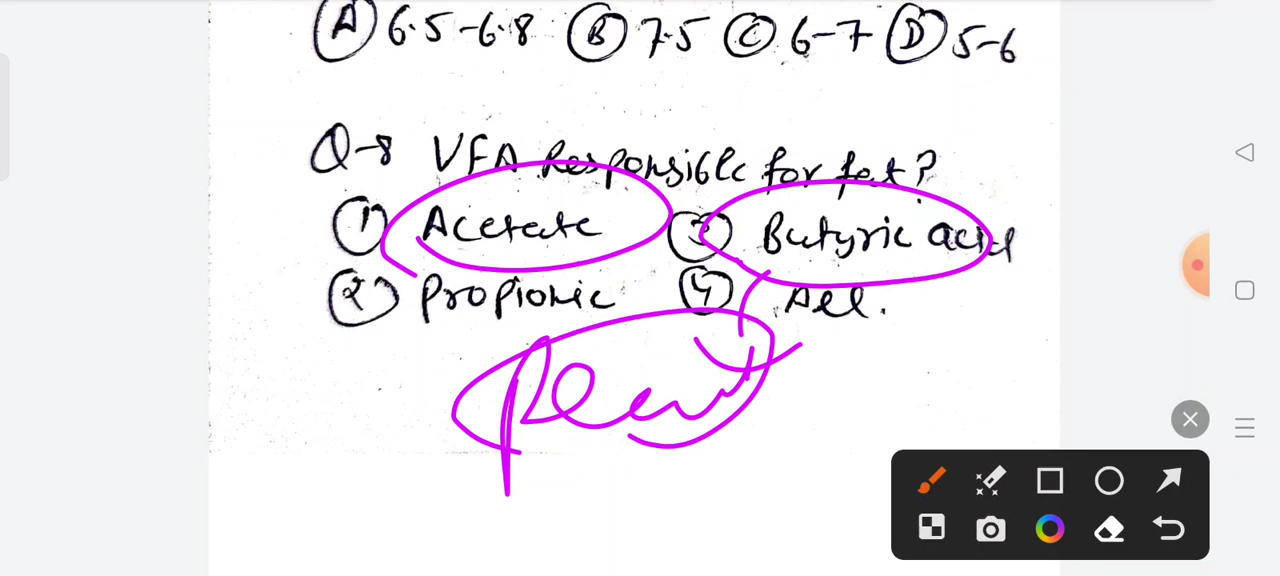 (A) 6.5-6.8 (B) 7.5 (C) 6-7 (D) 5-6
Q-8 VFA Responsible for fat?
(1) Acetate (3) Butyric acid
(2) Propionic (4) All.